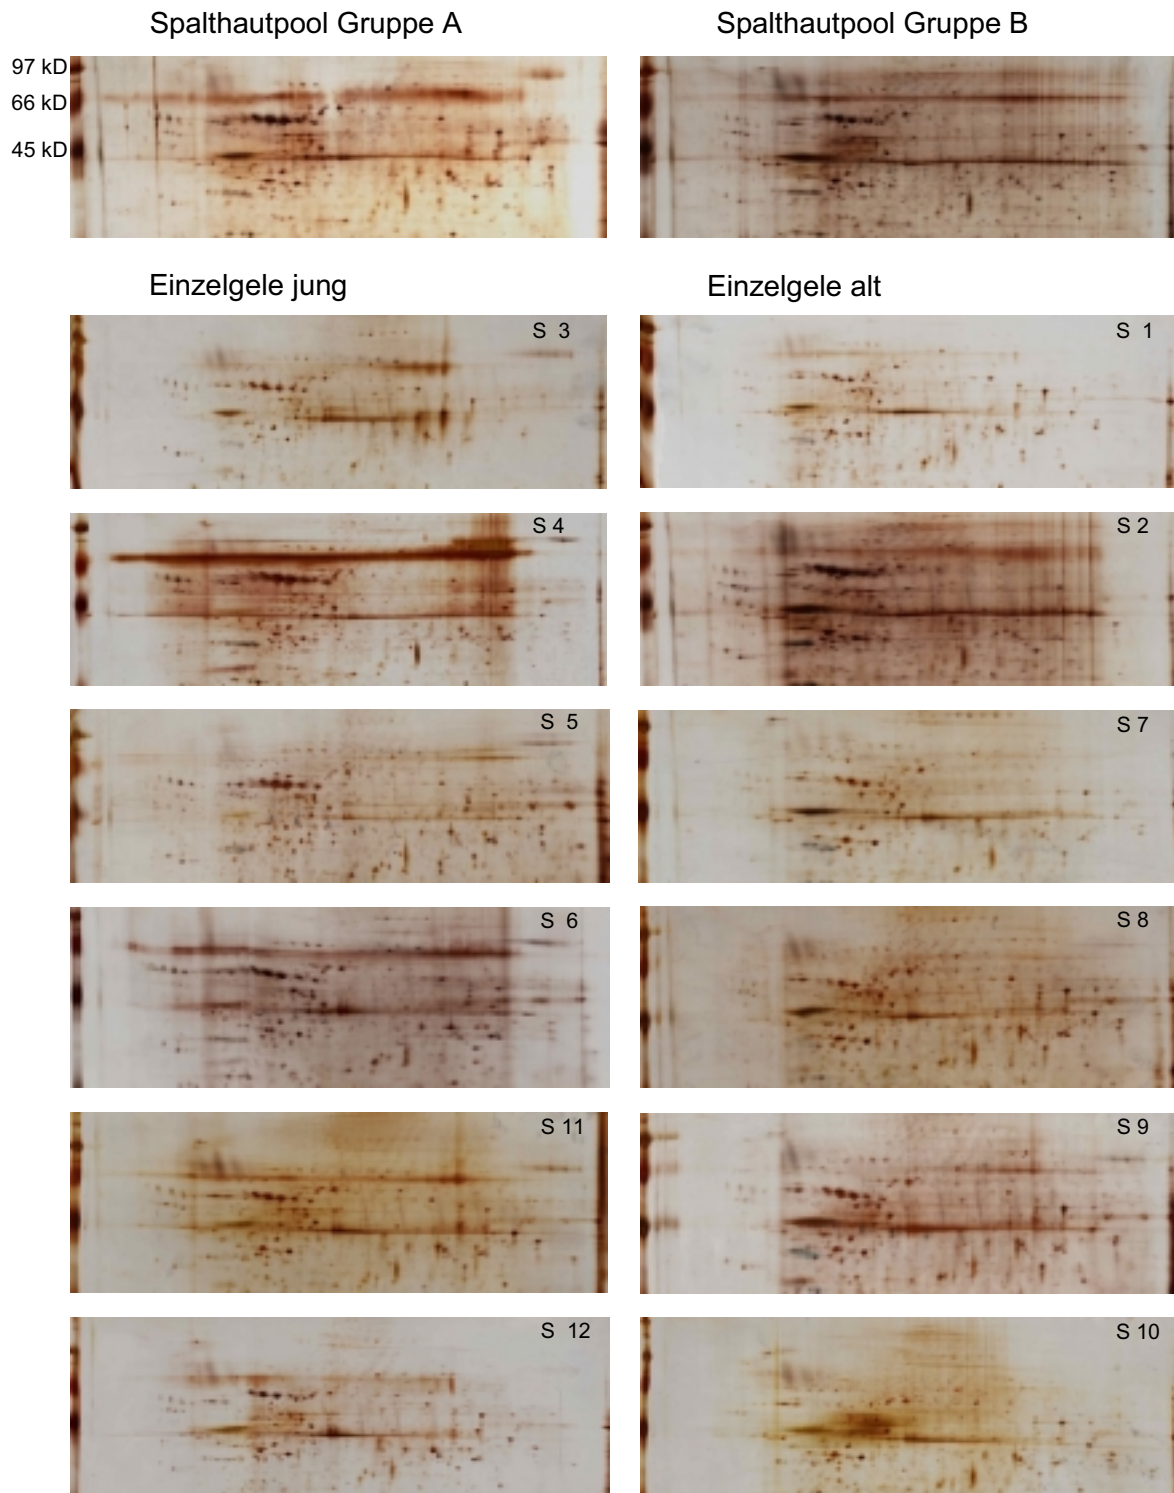 Spalthautpool Gruppe A
Spalthautpool Gruppe B
97 kD
66 kD
45 kD
Einzelgele jung
Einzelgele alt
S 3
S 1
S 4
S 2
S 5
S 7
S 6
S 8
S 11
S 9
S 12
S 10